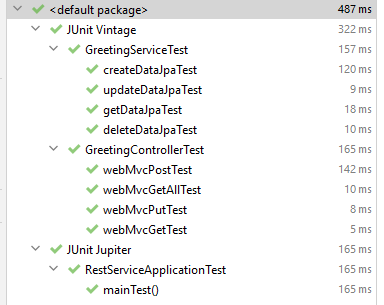 <default package> 487 ms
JUnit Vintage 322 ms
GreetingServiceTest 157 ms
createDataJpaTest 120 ms
updateDataJpaTest 9 ms
getDataJpaTest 18 ms
deleteDataJpaTest 10 ms
GreetingControllerTest 165 ms
webMvcPostTest 142 ms
webMvcGetAllTest 10 ms
webMvcPutTest 8 ms
webMvcGetTest 5 ms
JUnit Jupiter 165 ms
RestServiceApplicationTest 165 ms
mainTest() 165 ms